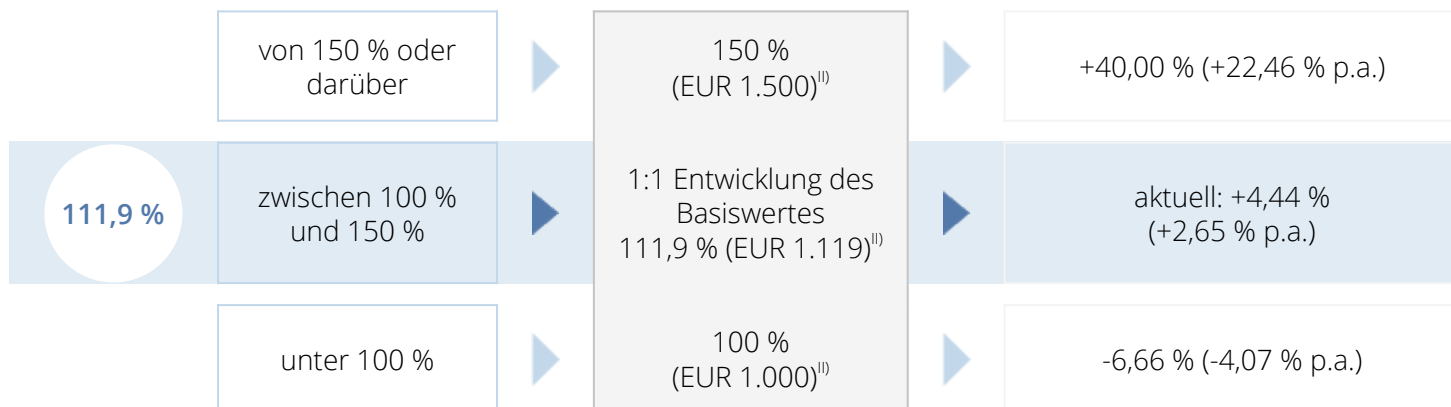 von 150 % oder
darüber
150 %
(EUR 1.500)II)
+40,00 % (+22,46 % p.a.)
111,9 %
zwischen 100 %
und 150 %
1:1 Entwicklung des
Basiswertes
111,9 % (EUR 1.119)II)
aktuell: +4,44 %
(+2,65 % p.a.)
unter 100 %
100 %
(EUR 1.000)II)
-6,66 % (-4,07 % p.a.)